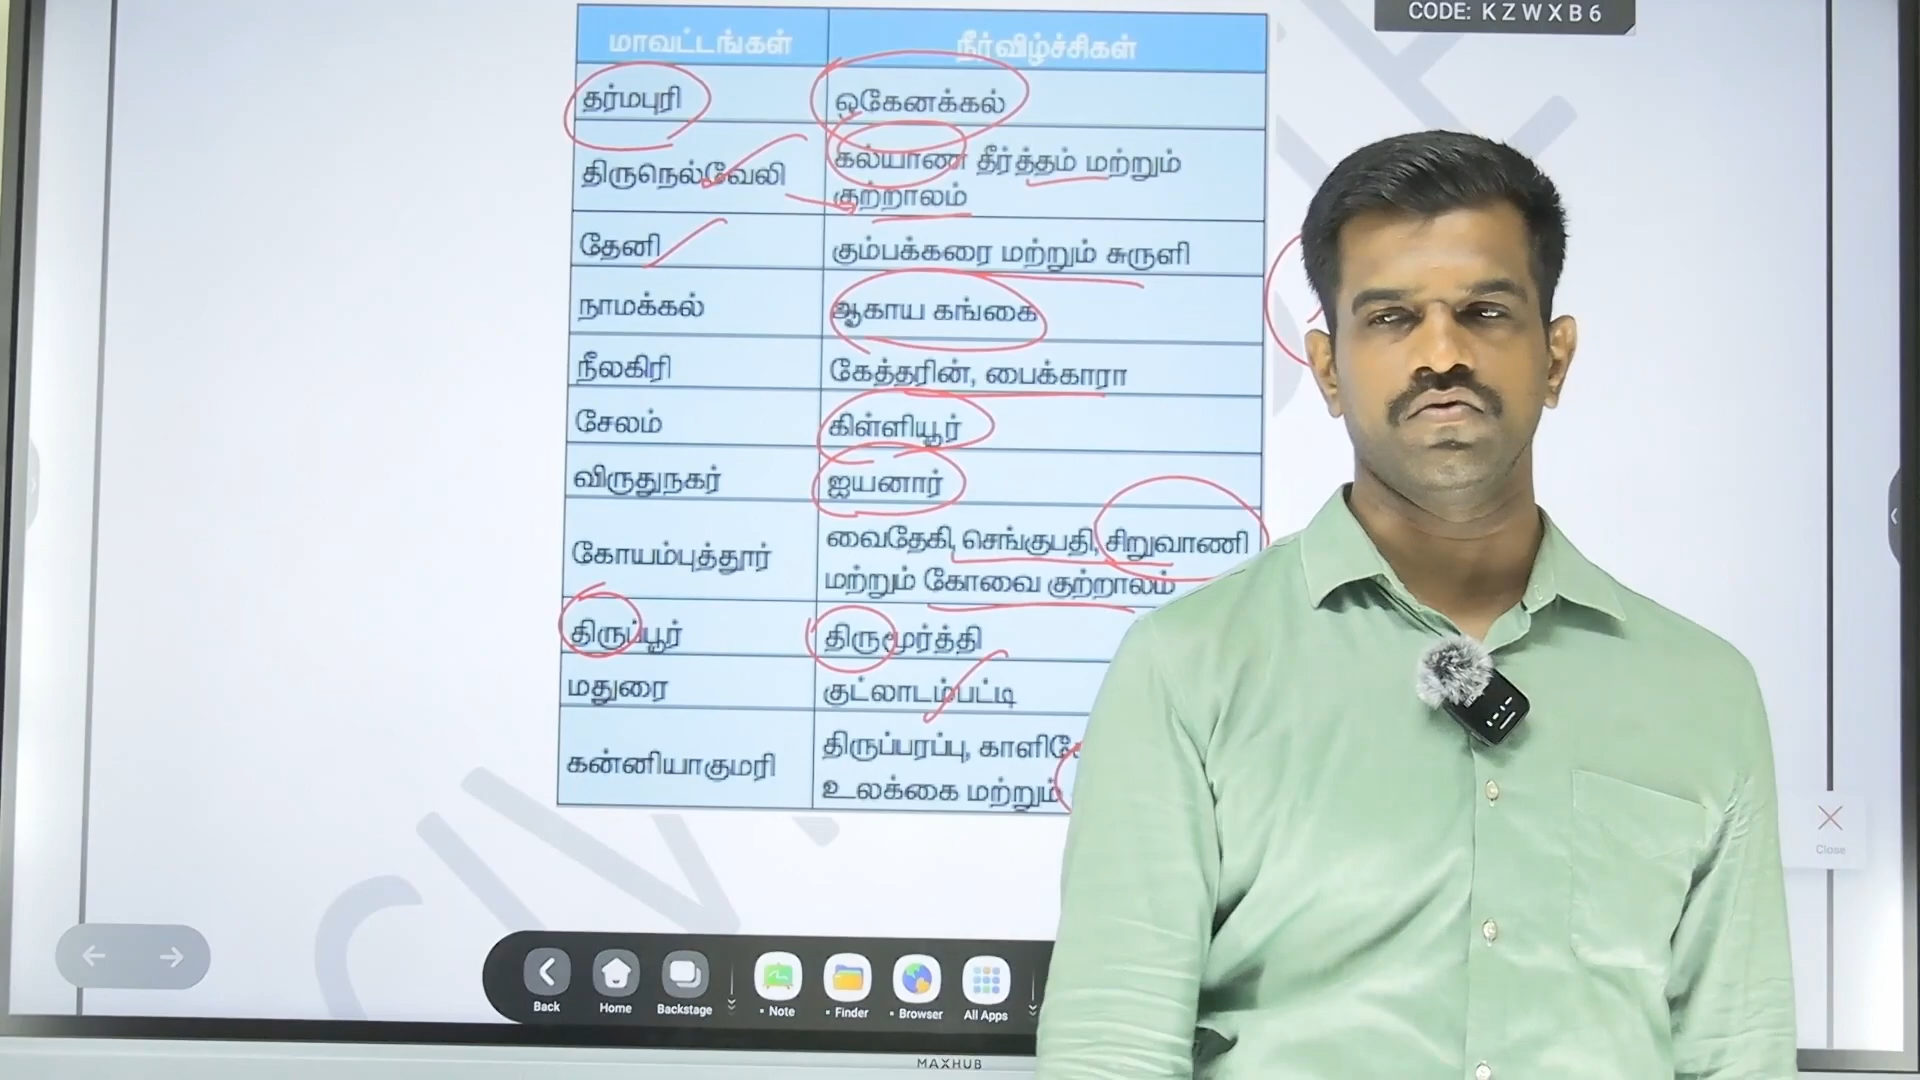 CODE: KZWXB6
மாவட்டங்கள் நீர்வீழ்ச்சிகள்
தர்மபுரி ஒகேனக்கல்
திருநெல்வேலி கல்யாண தீர்த்தம் மற்றும்
குற்றாலம்
தேனி கும்பக்கரை மற்றும் சுருளி
நாமக்கல் ஆகாய கங்கை
நீலகிரி கேத்தரின், பைக்காரா
சேலம் கிள்ளியூர்
விருதுநகர் ஐயனார்
கோயம்புத்தூர் வைதேகி, செங்குபதி, சிறுவாணி
மற்றும் கோவை குற்றாலம்
திருப்பூர் திருமூர்த்தி
மதுரை குட்லாடம்பட்டி
கன்னியாகுமரி திருப்பரப்பு,
உலக்கை மற்றும்
Close
Back Home Backstage Note Finder Browser All Apps
MAXHUB